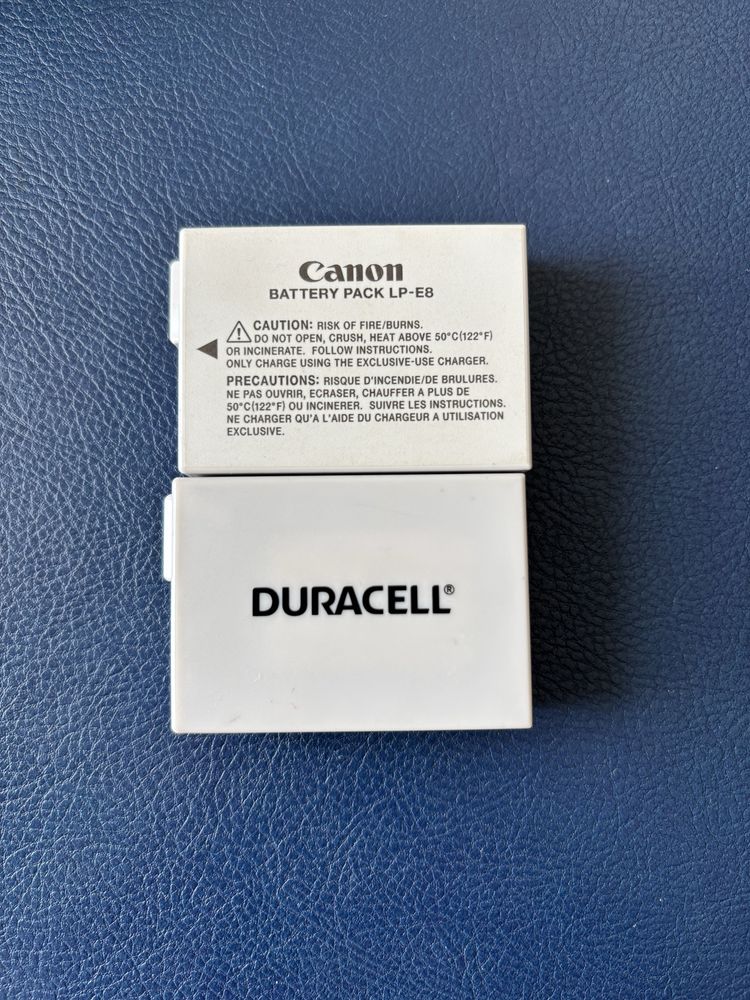 Canon
BATTERY PACK LP-E8
CAUTION: RISK OF FIRE/BURNS.
DO NOT OPEN, CRUSH, HEAT ABOVE 50°C(122°F)
OR INCINERATE. FOLLOW INSTRUCTIONS.
ONLY CHARGE USING THE EXCLUSIVE-USE CHARGER.
PRECAUTIONS: RISQUE D'INCENDIE/DE BRULURES.
NE PAS OUVRIR, ECRASER, CHAUFFER A PLUS DE
50°C(122°F) OU INCINERER. SUIVRE LES INSTRUCTIONS.
NE CHARGER QU'A L'AIDE DU CHARGEUR A UTILISATION
EXCLUSIVE.
DURACELL®